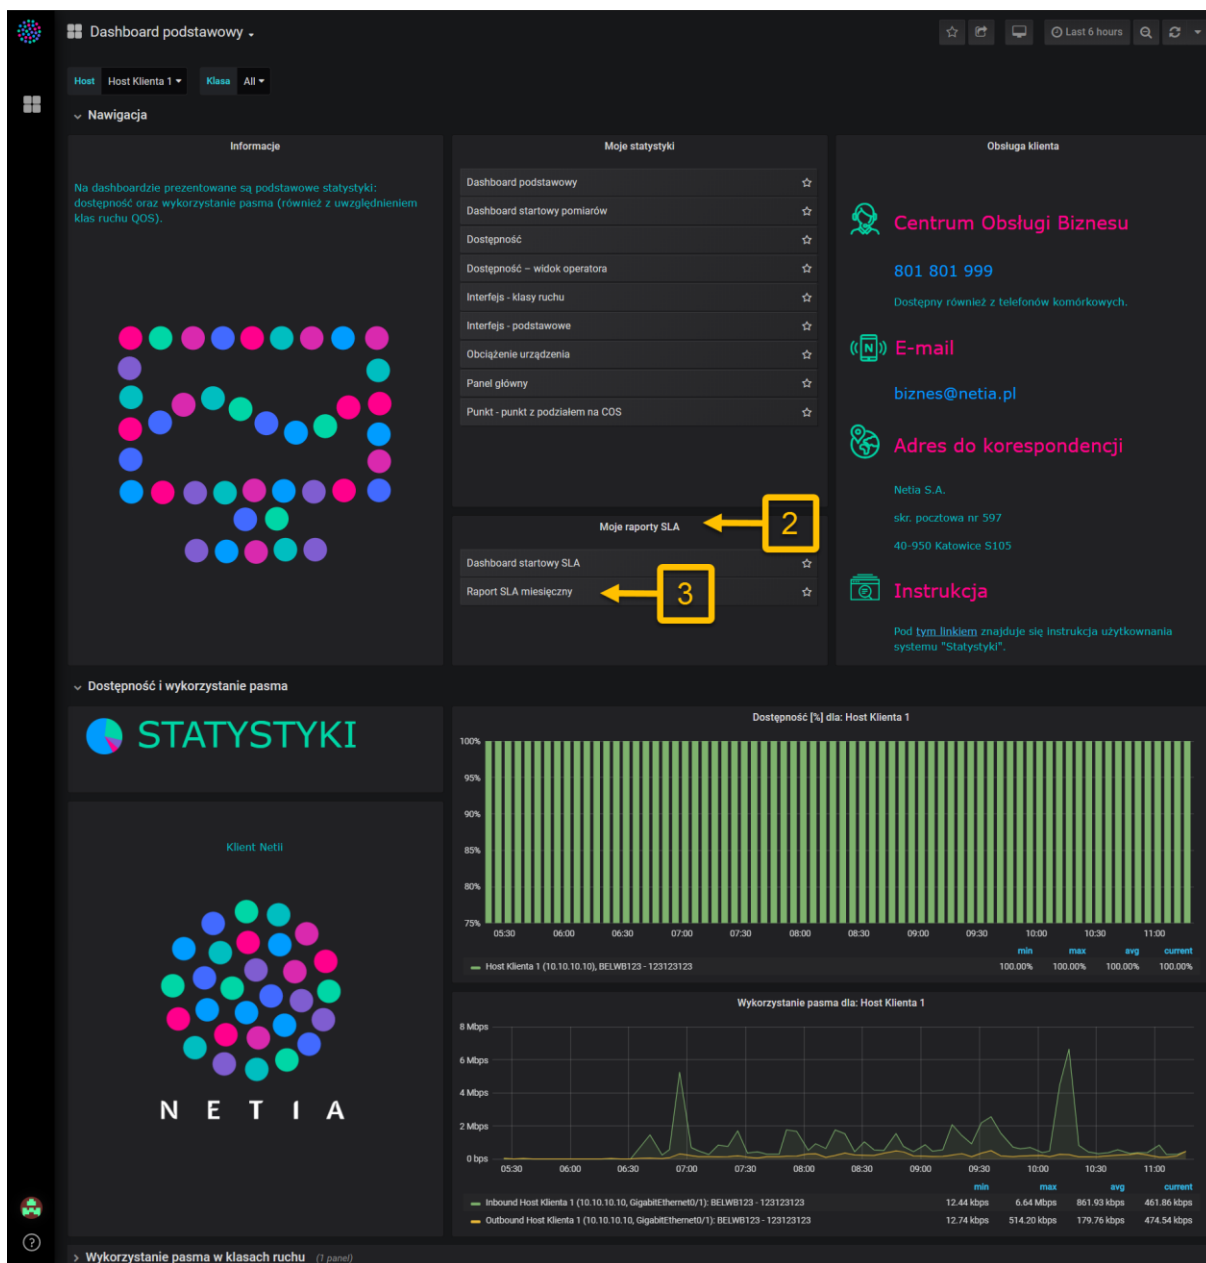 Dashboard podstawowy
Last 6 hours
Host Host Klienta 1 Klasa All
Nawigacja
Informacje
Na dashboardzie prezentowane są podstawowe statystyki:
dostępność oraz wykorzystanie pasma (również z uwzględnieniem
klas ruchu QOS).
Moje statystyki
Dashboard podstawowy
Dashboard startowy pomiarów
Dostępność
Dostępność – widok operatora
Interfejs - klasy ruchu
Interfejs - podstawowe
Obciążenie urządzenia
Panel główny
Punkt - punkt z podziałem na COS
Moje raporty SLA
2
Dashboard startowy SLA
Raport SLA miesięczny
3
Obsługa klienta
Centrum Obsługi Biznesu
801 801 999
Dostępny również z telefonów komórkowych.
N
E-mail
biznes@netia.pl
Adres do korespondencji
Netia S.A.
skr. pocztowa nr 597
40-950 Katowice S105
Instrukcja
Pod tym linkiem znajduje się instrukcja użytkownania
systemu "Statystyki".
Dostępność i wykorzystanie pasma
STATYSTYKI
Klient Netii
NETIA
Dostępność [%] dla: Host Klienta 1
100%
95%
90%
85%
80%
75%
05:30 06:00 06:30 07:00 07:30 08:00 08:30 09:00 09:30 10:00 10:30 11:00
min max avg current
Host Klienta 1 (10.10.10.10), BELWB123 - 123123123 100.00% 100.00% 100.00% 100.00%
Wykorzystanie pasma dla: Host Klienta 1
8 Mbps
6 Mbps
4 Mbps
2 Mbps
0 bps
05:30 06:00 06:30 07:00 07:30 08:00 08:30 09:00 09:30 10:00 10:30 11:00
min max avg current
Inbound Host Klienta 1 (10.10.10.10, GigabitEthernet0/1): BELWB123 - 123123123 12.44 kbps 6.64 Mbps 861.93 kbps 461.86 kbps
Outbound Host Klienta 1 (10.10.10.10, GigabitEthernet0/1): BELWB123 - 123123123 12.74 kbps 514.20 kbps 179.76 kbps 474.54 kbps
?
Wykorzystanie pasma w klasach ruchu (1 panel)